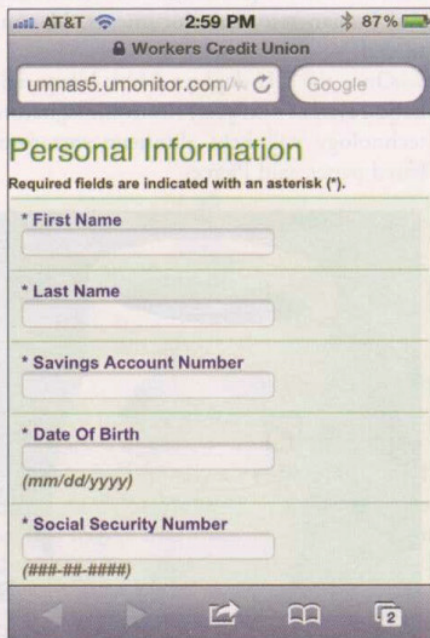 AT&T 2:59 PM 87%
Workers Credit Union
umnas5.umonitor.com/ Google
Personal Information
Required fields are indicated with an asterisk (*).
* First Name
* Last Name
* Savings Account Number
* Date Of Birth
(mm/dd/yyyy)
* Social Security Number
(###-##-####)
2